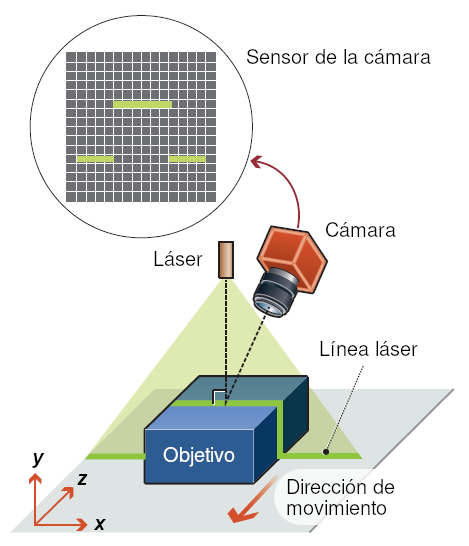 Sensor de la cámara
Cámara
Láser
Línea láser
Objetivo
y
z
x
Dirección de
movimiento